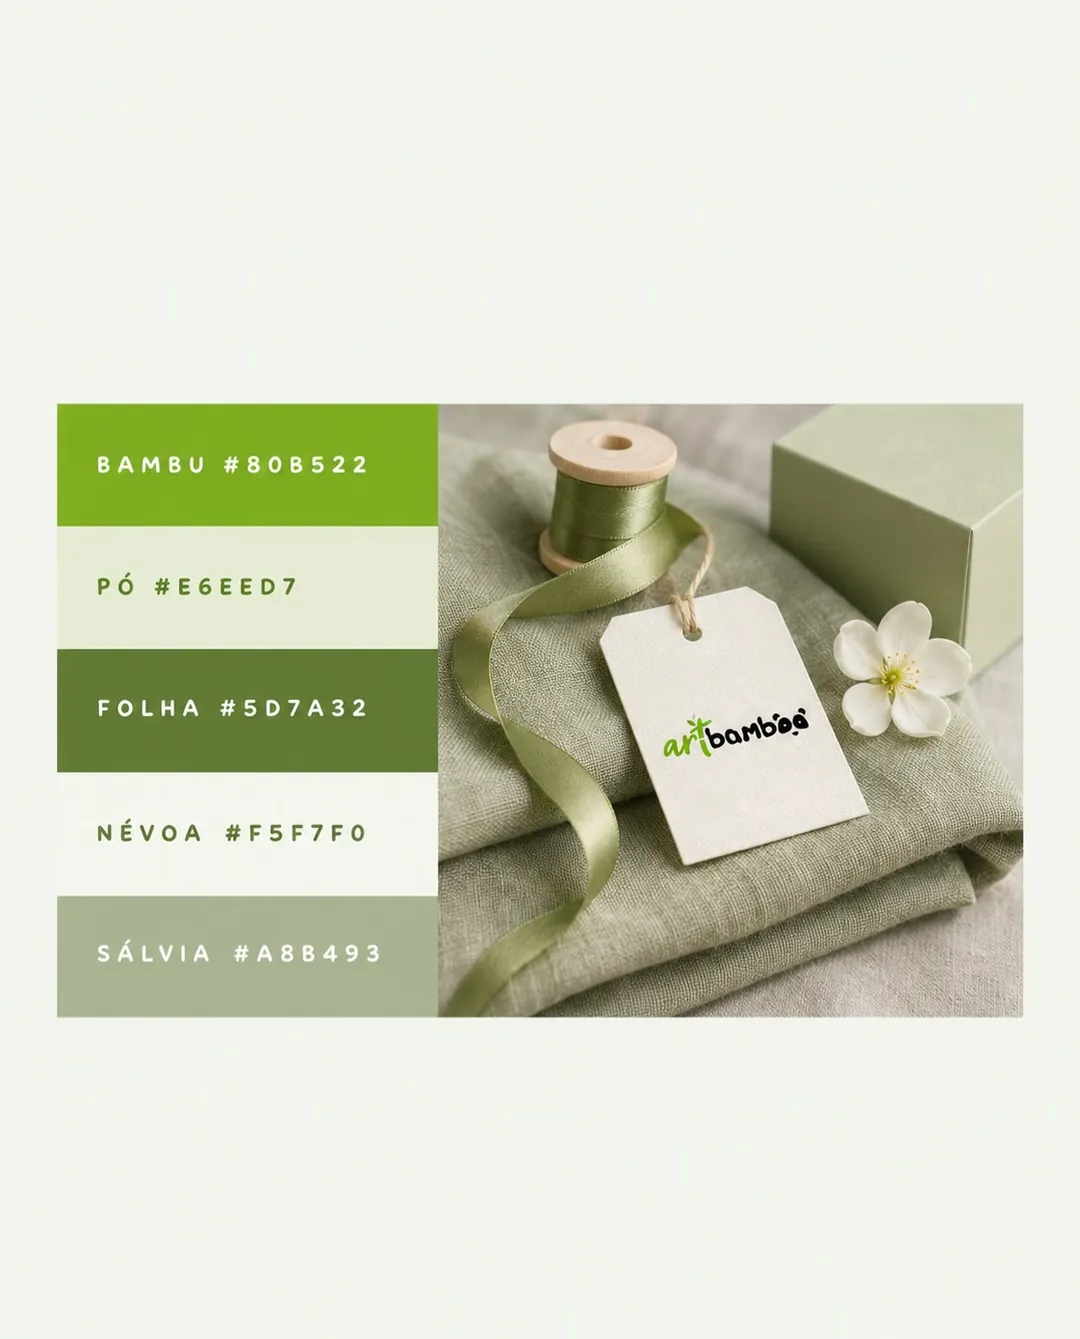 BAMBU #80B522
PÓ #E6EED7
FOLHA #5D7A32
NÉVOA #F5F7F0
SÁLVIA #A8B493
artbamboo